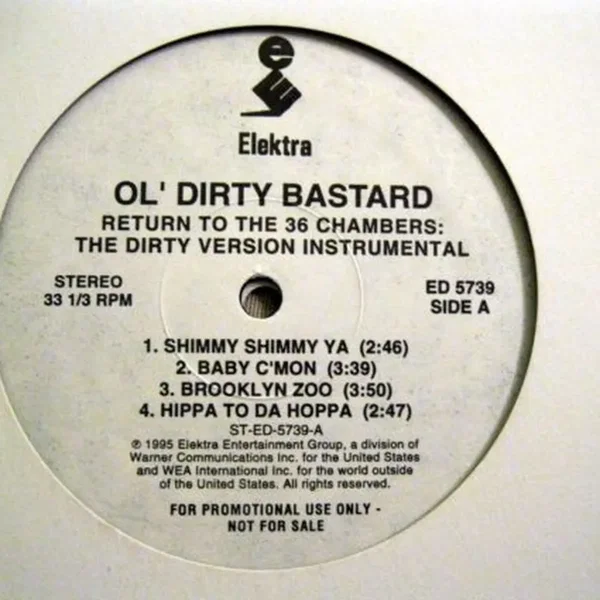 e
Elektra
OL' DIRTY BASTARD
RETURN TO THE 36 CHAMBERS:
THE DIRTY VERSION INSTRUMENTAL
STEREO
33 1/3 RPM
ED 5739
SIDE A
1. SHIMMY SHIMMY YA (2:46)
2. BABY C'MON (3:39)
3. BROOKLYN ZOO (3:50)
4. HIPPA TO DA HOPPA (2:47)
ST-ED-5739-A
℗ 1995 Elektra Entertainment Group, a division of
Warner Communications Inc. for the United States
and WEA International Inc. for the world outside
of the United States. All rights reserved.
FOR PROMOTIONAL USE ONLY -
NOT FOR SALE